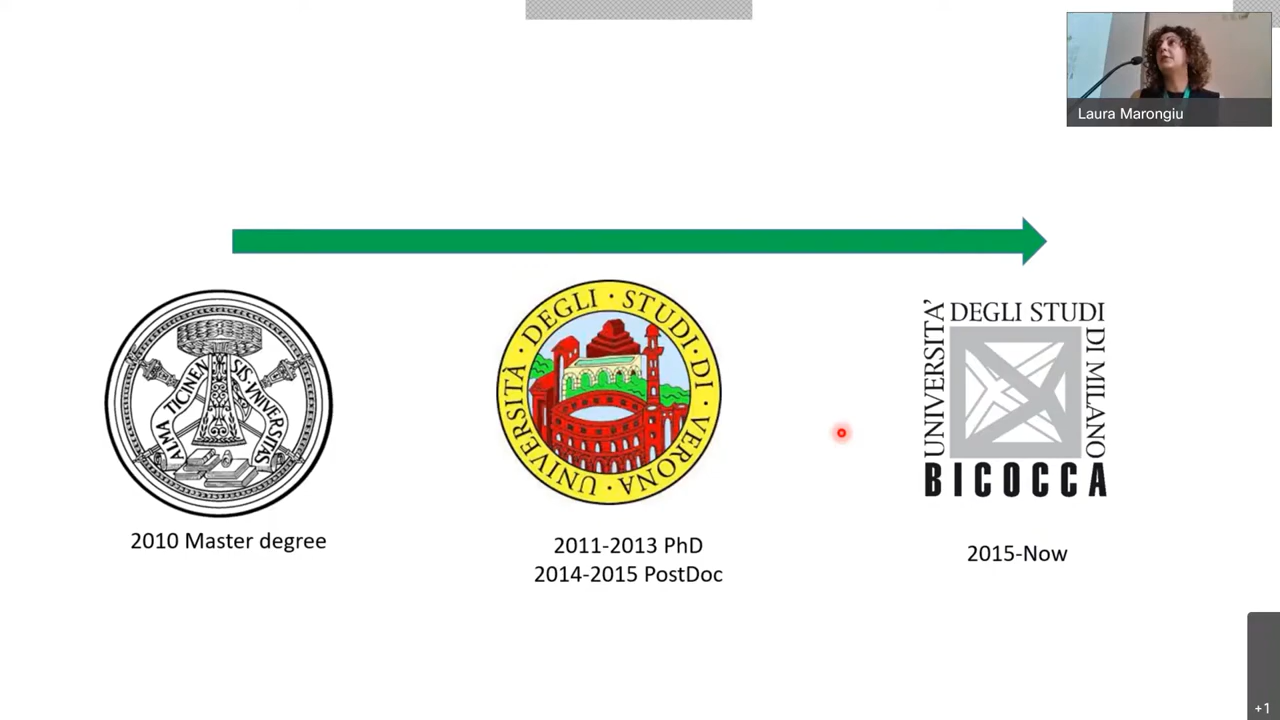 Laura Marongiu
ALMA TICINENSIS UNIVERSITAS
UNIVERSITÀ · DEGLI · STUDI · DI · VERONA ·
UNIVERSITA’
DEGLI STUDI
DI MILANO
BICOCCA
2010 Master degree
2011-2013 PhD
2014-2015 PostDoc
2015-Now
+1